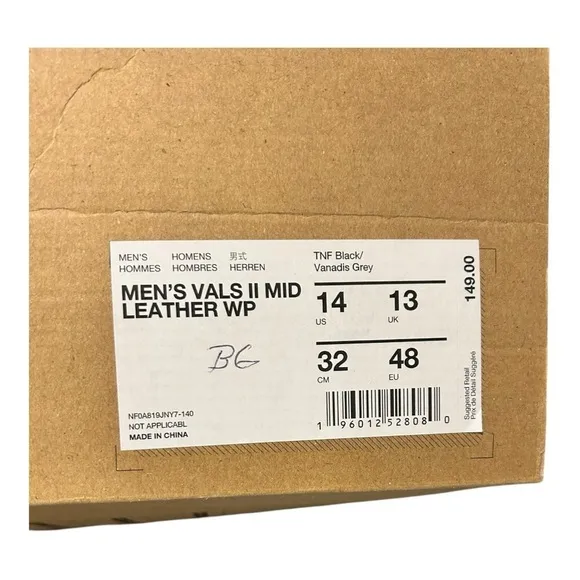 MEN'S HOMENS 男式
HOMMES HOMBRES HERREN
TNF Black/
Vanadis Grey
MEN'S VALS II MID
LEATHER WP
14 13
US UK
32 48
CM EU
BG
NF0A819JNY7-140
NOT APPLICABL
MADE IN CHINA
1 96012 52808 0
149.00
Suggested Retail
Prix de Détail Suggéré